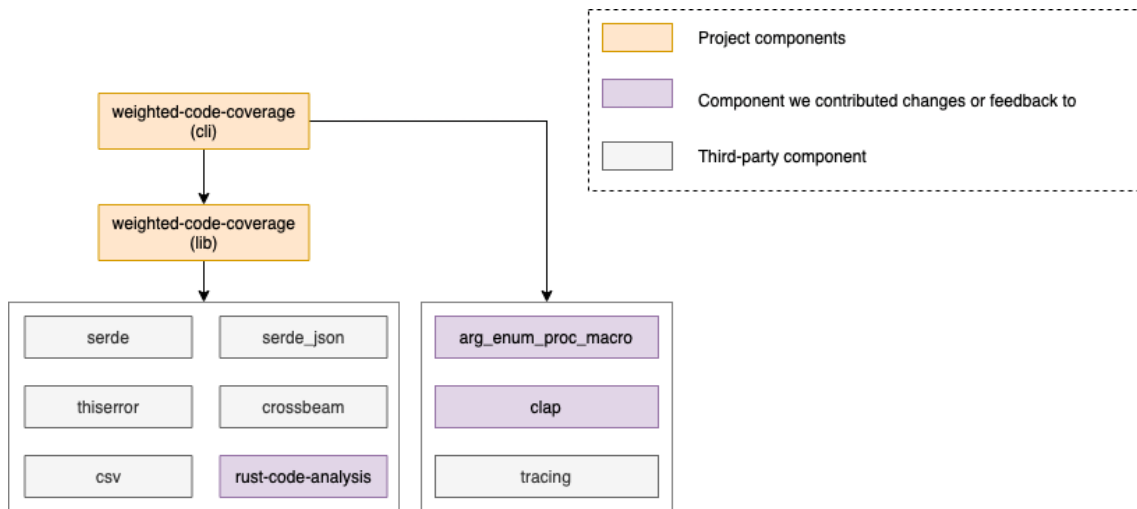 Project components
Component we contributed changes or feedback to
Third-party component
weighted-code-coverage
(cli)
weighted-code-coverage
(lib)
serde
serde_json
thiserror
crossbeam
csv
rust-code-analysis
arg_enum_proc_macro
clap
tracing